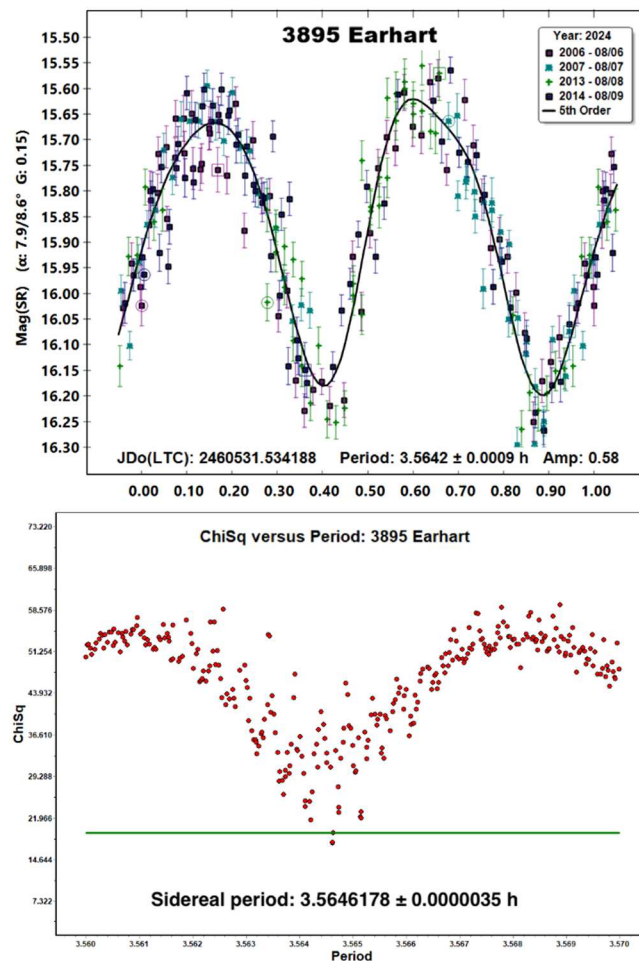 3895 Earhart
Year: 2024
2006 - 08/06
2007 - 08/07
2013 - 08/08
2014 - 08/09
5th Order
Mag(SR) (α: 7.9/8.6° G: 0.15)
15.50
15.55
15.60
15.65
15.70
15.75
15.80
15.85
15.90
15.95
16.00
16.05
16.10
16.15
16.20
16.25
16.30
JDo(LTC): 2460531.534188 Period: 3.5642 ± 0.0009 h Amp: 0.58
0.00 0.10 0.20 0.30 0.40 0.50 0.60 0.70 0.80 0.90 1.00
ChiSq versus Period: 3895 Earhart
ChiSq
73.220
65.898
58.576
51.254
43.932
36.610
29.288
21.966
14.644
7.322
Sidereal period: 3.5646178 ± 0.0000035 h
3.560 3.561 3.562 3.563 3.564 3.565 3.566 3.567 3.568 3.569 3.570
Period